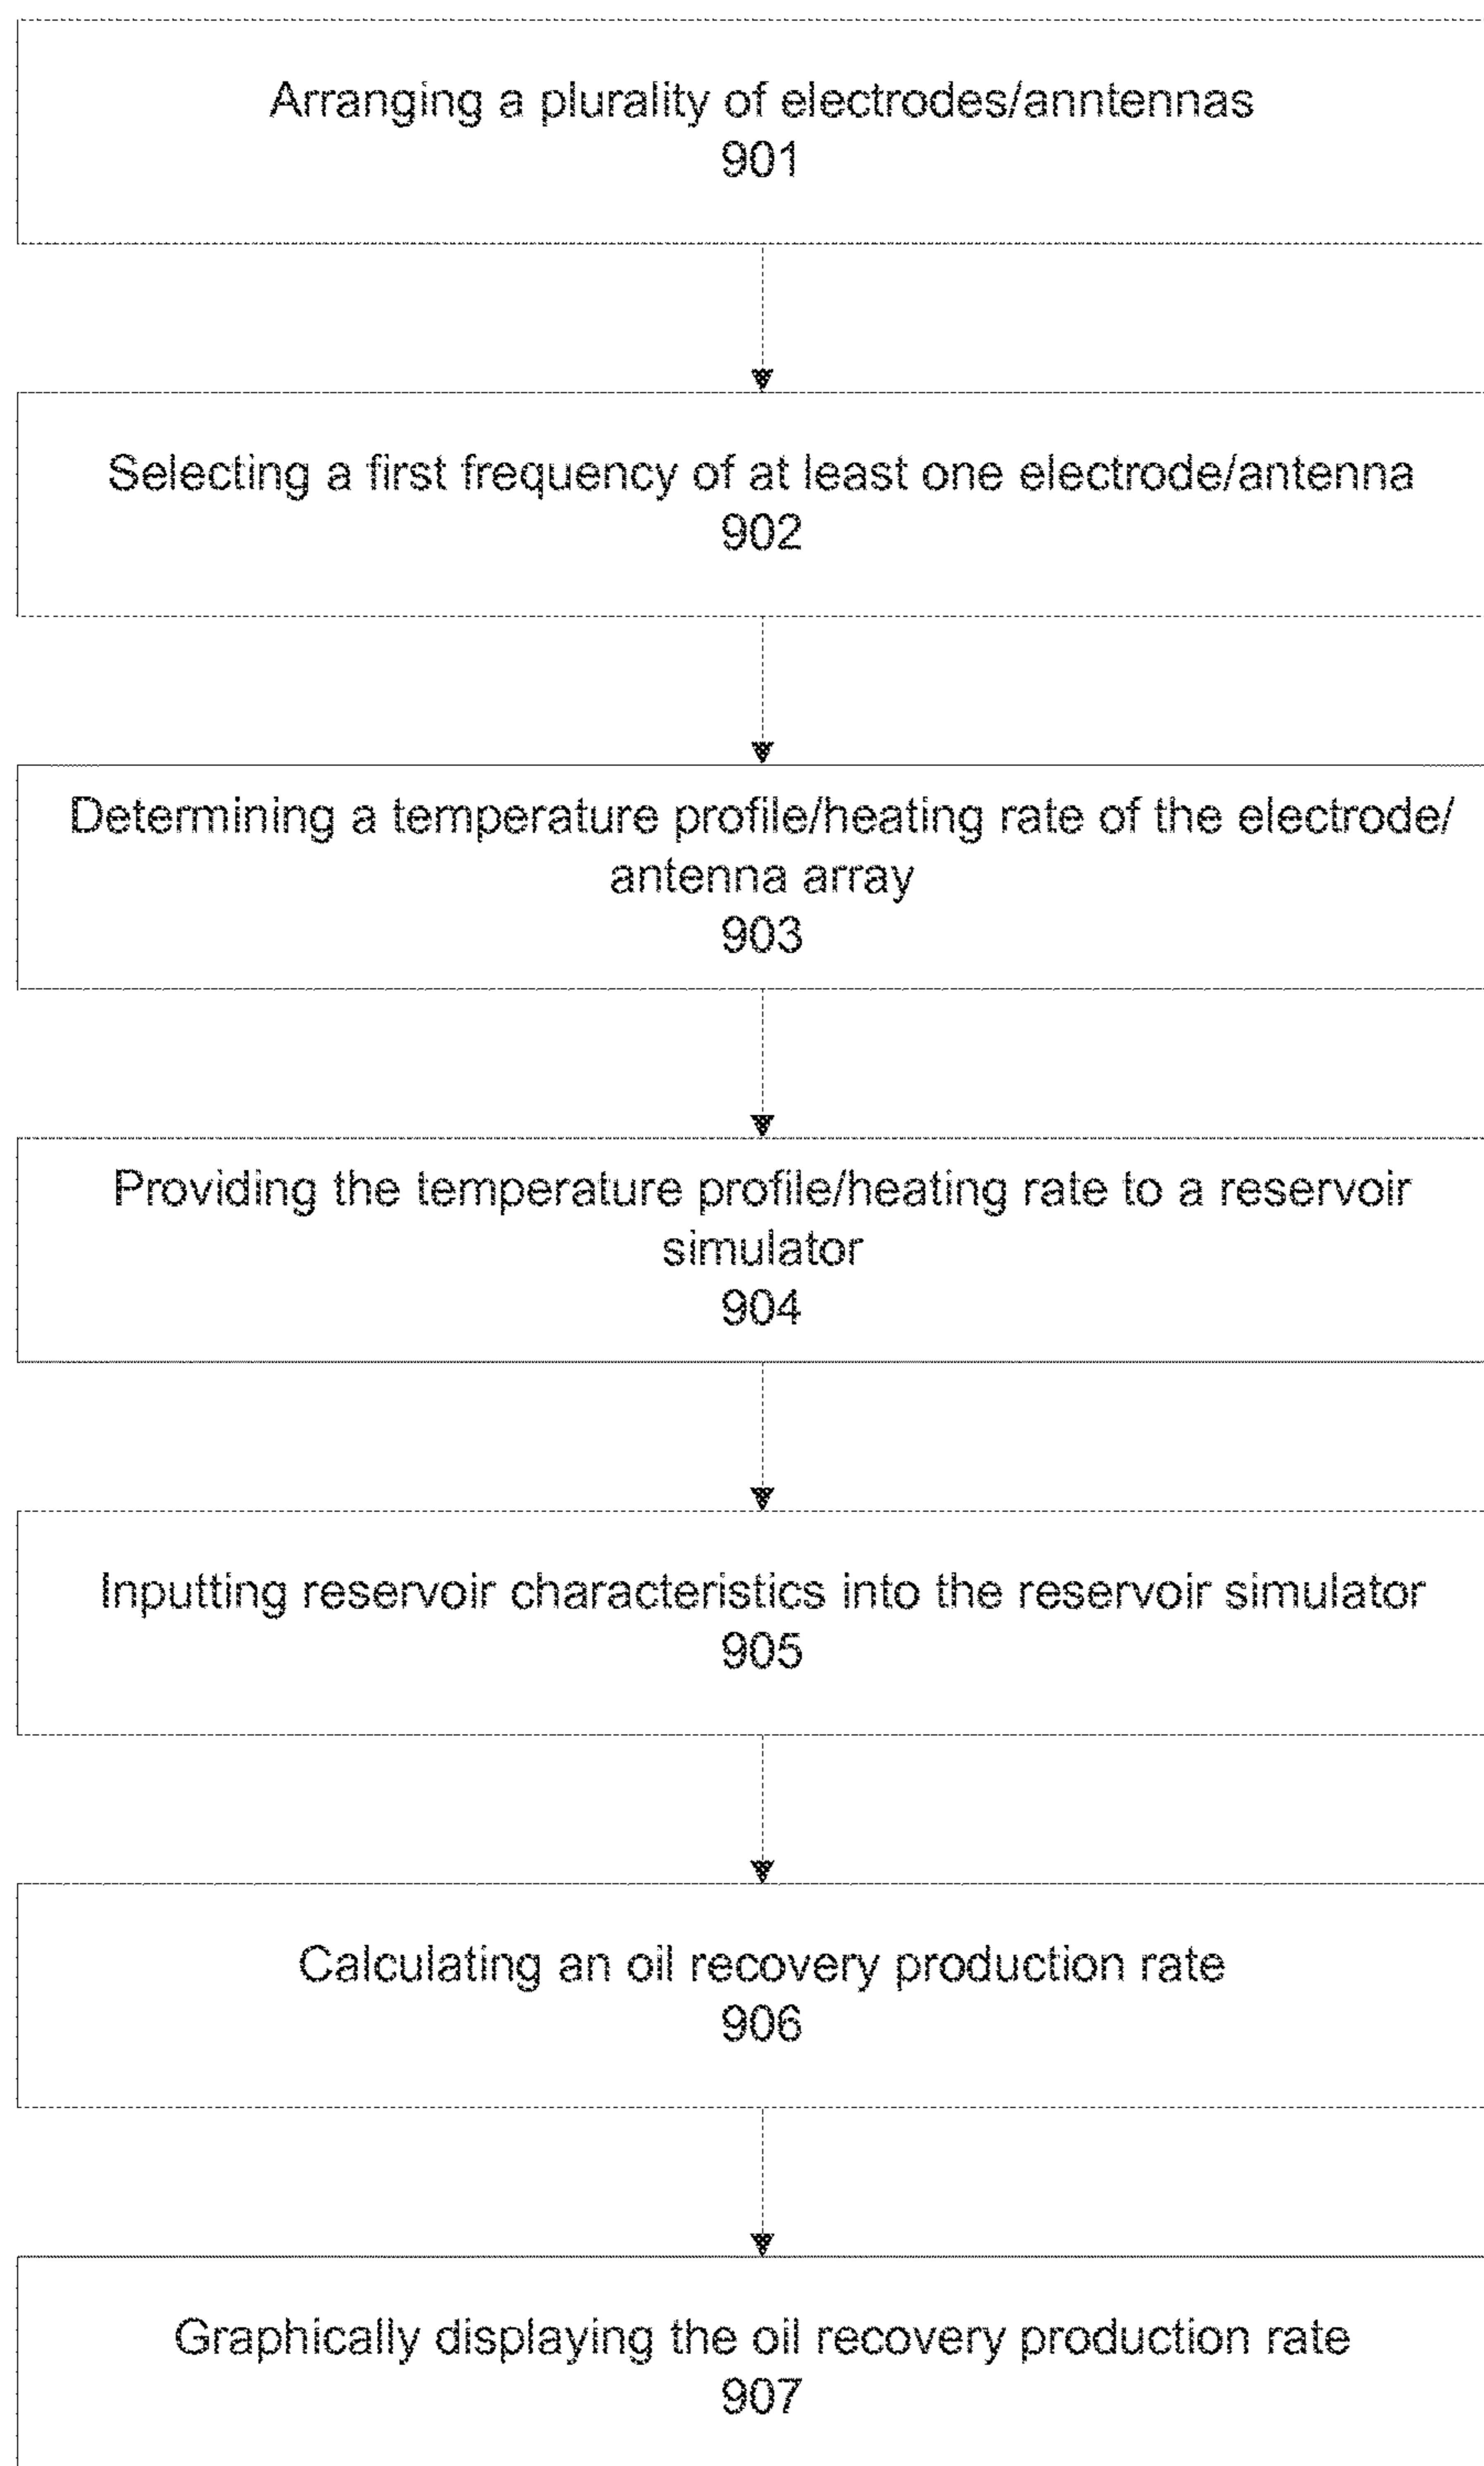 Arranging a plurality of electrodes/anntennas
901
Selecting a first frequency of at least one electrode/antenna
902
Determining a temperature profile/heating rate of the electrode/
antenna array
903
Providing the temperature profile/heating rate to a reservoir
simulator
904
Inputting reservoir characteristics into the reservoir simulator
905
Calculating an oil recovery production rate
906
Graphically displaying the oil recovery production rate
907